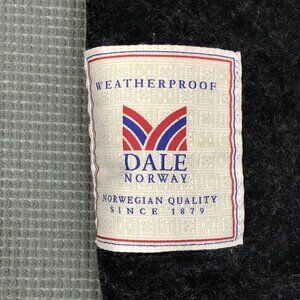 WEATHERPROOF
DALE
NORWAY
NORWEGIAN QUALITY
SINCE 1879